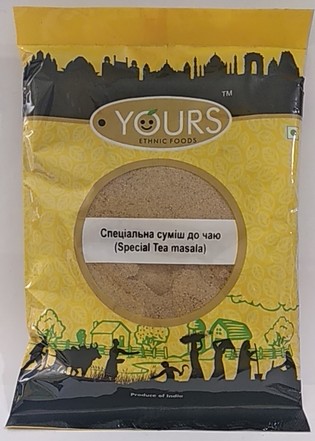 TM
YOURS
ETHNIC FOODS
Спеціальна суміш до чаю
(Special Tea masala)
Produce of India